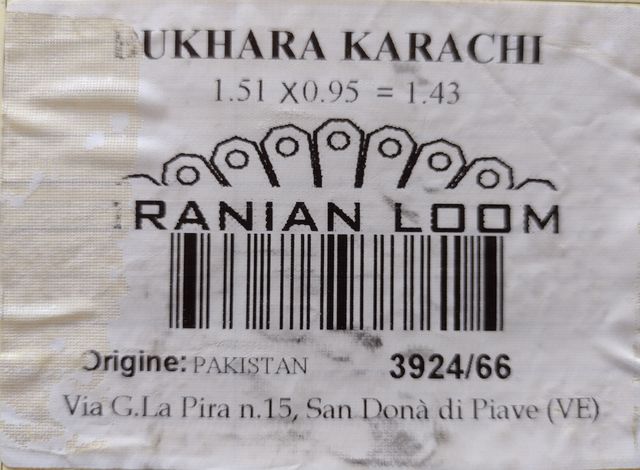 BUKHARA KARACHI
1.51 X0.95 = 1.43
IRANIAN LOOM
Origine: PAKISTAN 3924/66
Via G.La Pira n.15, San Donà di Piave (VE)